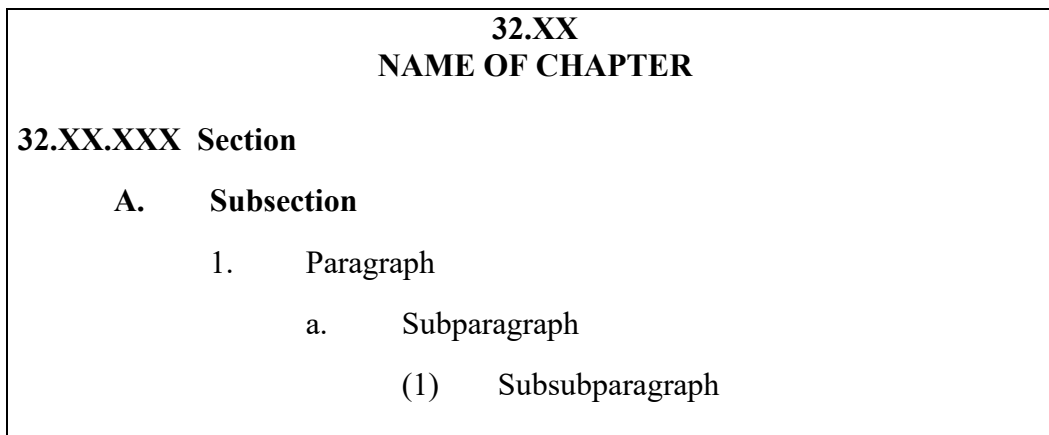 32.XX
NAME OF CHAPTER
32.XX.XXX Section
A. Subsection
1. Paragraph
a. Subparagraph
(1) Subsubparagraph